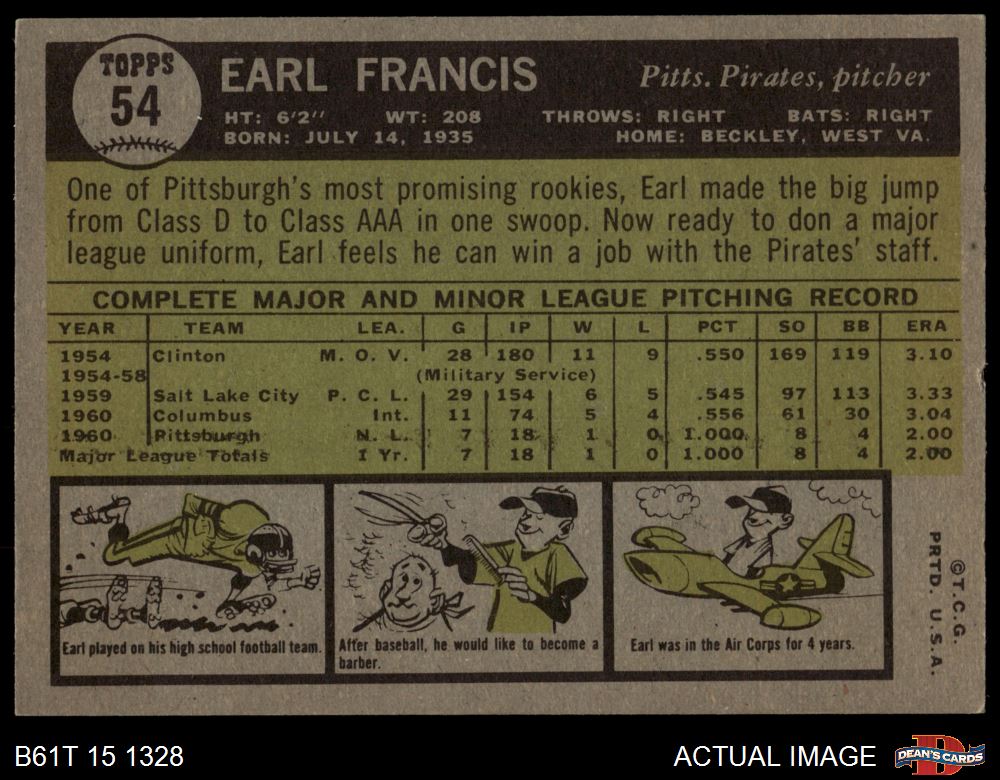 TOPPS
54
EARL FRANCIS
Pitts. Pirates, pitcher
HT: 6'2" WT: 208 THROWS: RIGHT BATS: RIGHT
BORN: JULY 14, 1935 HOME: BECKLEY, WEST VA.
One of Pittsburgh's most promising rookies, Earl made the big jump
from Class D to Class AAA in one swoop. Now ready to don a major
league uniform, Earl feels he can win a job with the Pirates' staff.
COMPLETE MAJOR AND MINOR LEAGUE PITCHING RECORD
YEAR TEAM LEA. G IP W L PCT SO BB ERA
1954 Clinton M. O. V. 28 180 11 9 .550 169 119 3.10
1954-58 (Military Service)
1959 Salt Lake City P. C. L. 29 154 6 5 .545 97 113 3.33
1960 Columbus Int. 11 74 5 4 .556 61 30 3.04
1960 Pittsburgh N. L. 7 18 1 0 1.000 8 4 2.00
Major League Totals 1 Yr. 7 18 1 0 1.000 8 4 2.00
Earl played on his high school football team.
After baseball, he would like to become a
barber.
Earl was in the Air Corps for 4 years.
©T.C.G.
PRTD. U.S.A.
B61T 15 1328
ACTUAL IMAGE
D
DEAN'S CARDS